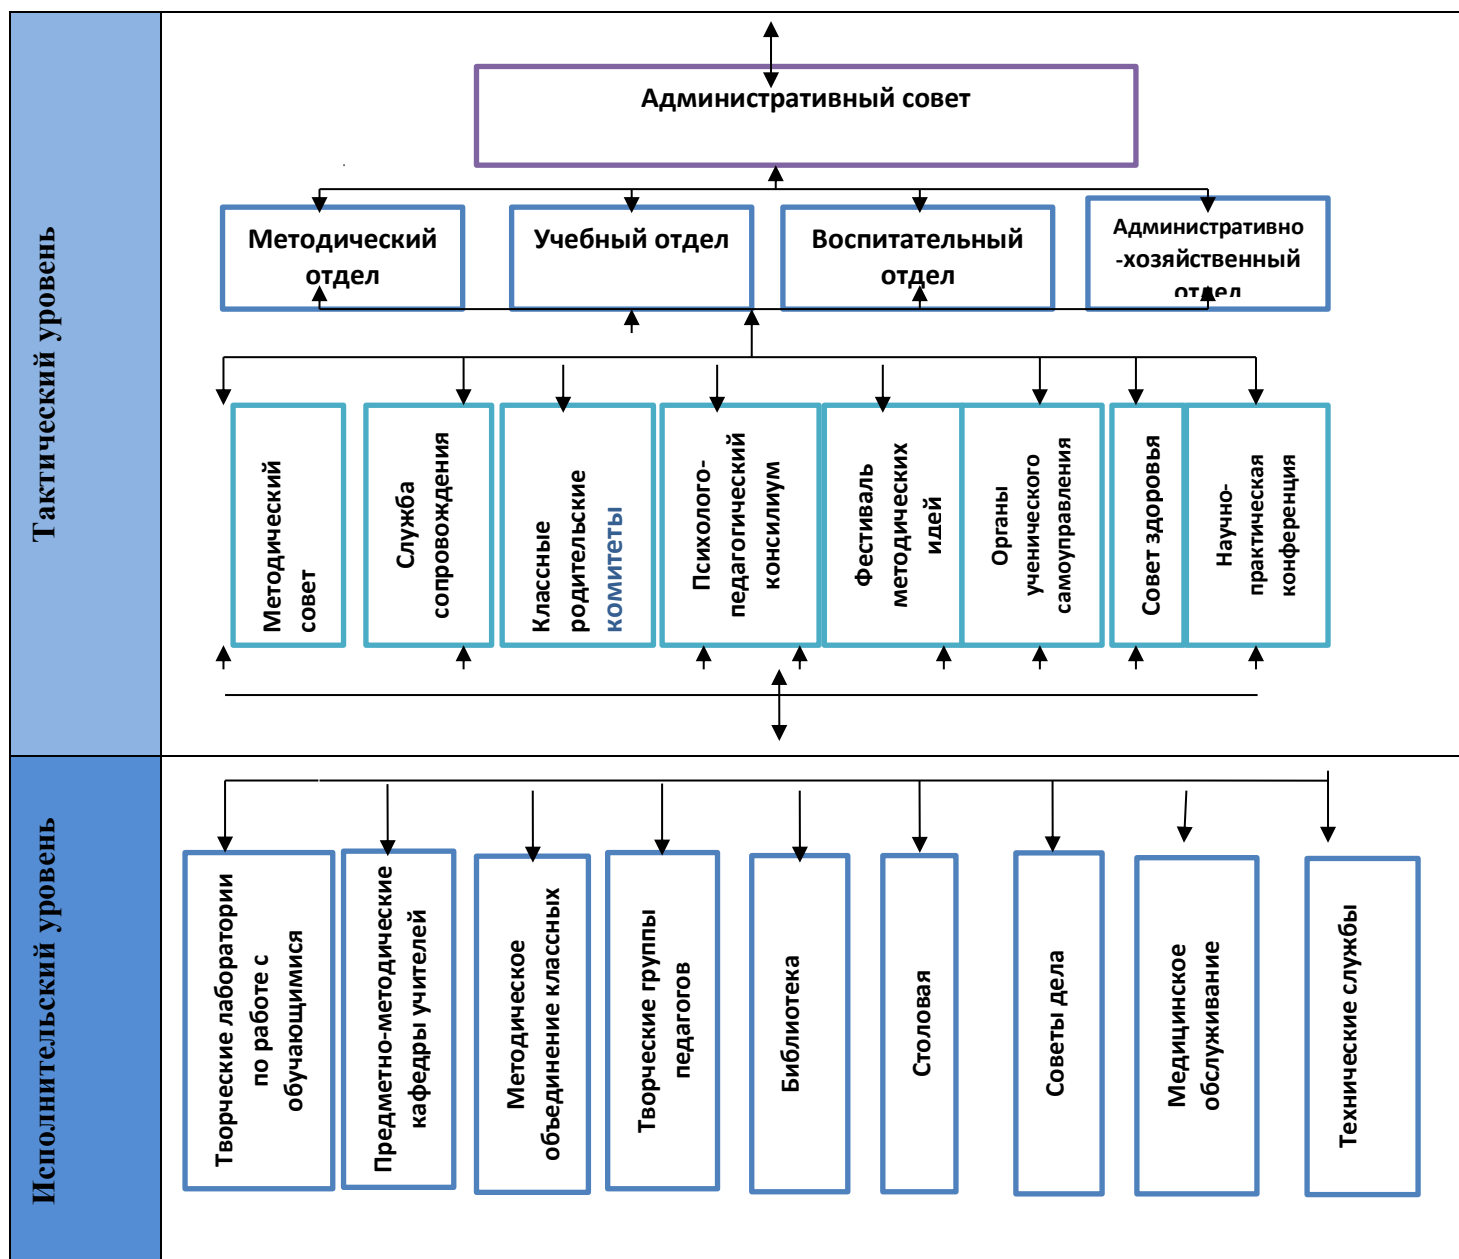 Тактический уровень
Административный совет
Методический
отдел
Учебный отдел
Воспитательный
отдел
Административно
-хозяйственный
отдел
Методический
совет
Служба
сопровождения
Классные
родительские
комитеты
Психолого-
педагогический
консилиум
Фестиваль
методических
идей
Органы
ученического
самоуправления
Совет здоровья
Научно-
практическая
конференция
Исполнительский уровень
Творческие лаборатории
по работе с
обучающимися
Предметно-методические
кафедры учителей
Методическое
объединение классных
Творческие группы
педагогов
Библиотека
Столовая
Советы дела
Медицинское
обслуживание
Технические службы